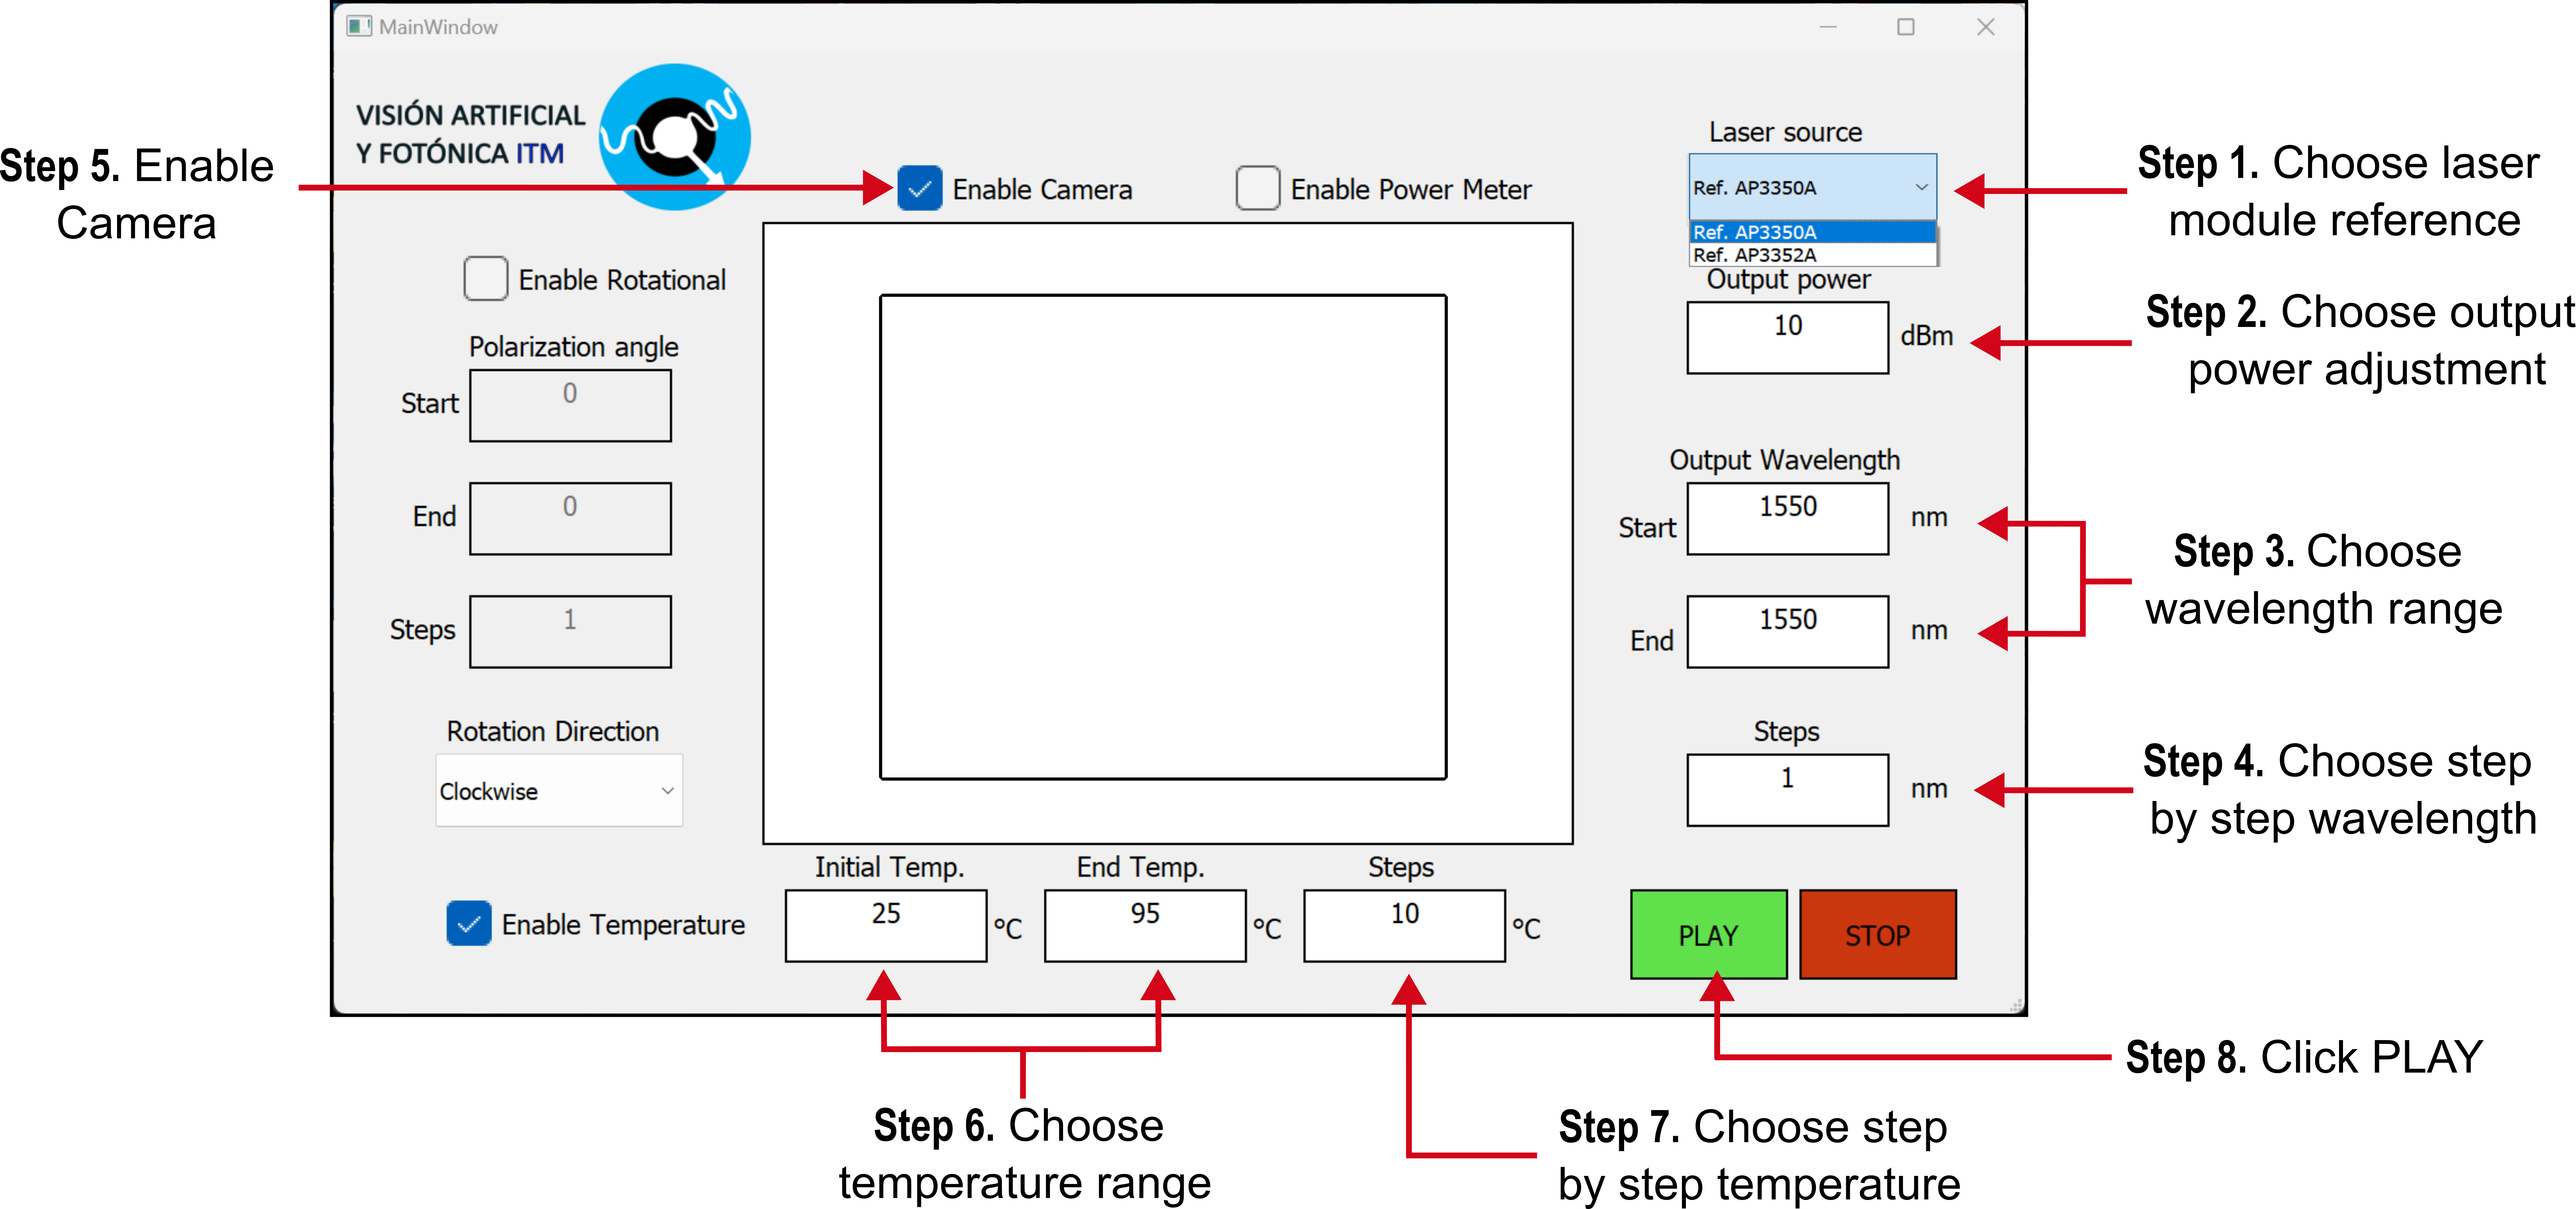 MainWindow
VISIÓN ARTIFICIAL
Y FOTÓNICA ITM
Step 5. Enable
Camera
Enable Camera
Enable Power Meter
Laser source
Ref. AP3350A
Ref. AP3350A
Ref. AP3352A
Step 1. Choose laser
module reference
Output power
10
dBm
Step 2. Choose output
power adjustment
Enable Rotational
Polarization angle
Start
0
End
0
Steps
1
Rotation Direction
Clockwise
Output Wavelength
Start
1550
nm
End
1550
nm
Step 3. Choose
wavelength range
Steps
1
nm
Step 4. Choose step
by step wavelength
Enable Temperature
Initial Temp.
25
°C
End Temp.
95
°C
Steps
10
°C
PLAY
STOP
Step 8. Click PLAY
Step 6. Choose
temperature range
Step 7. Choose step
by step temperature